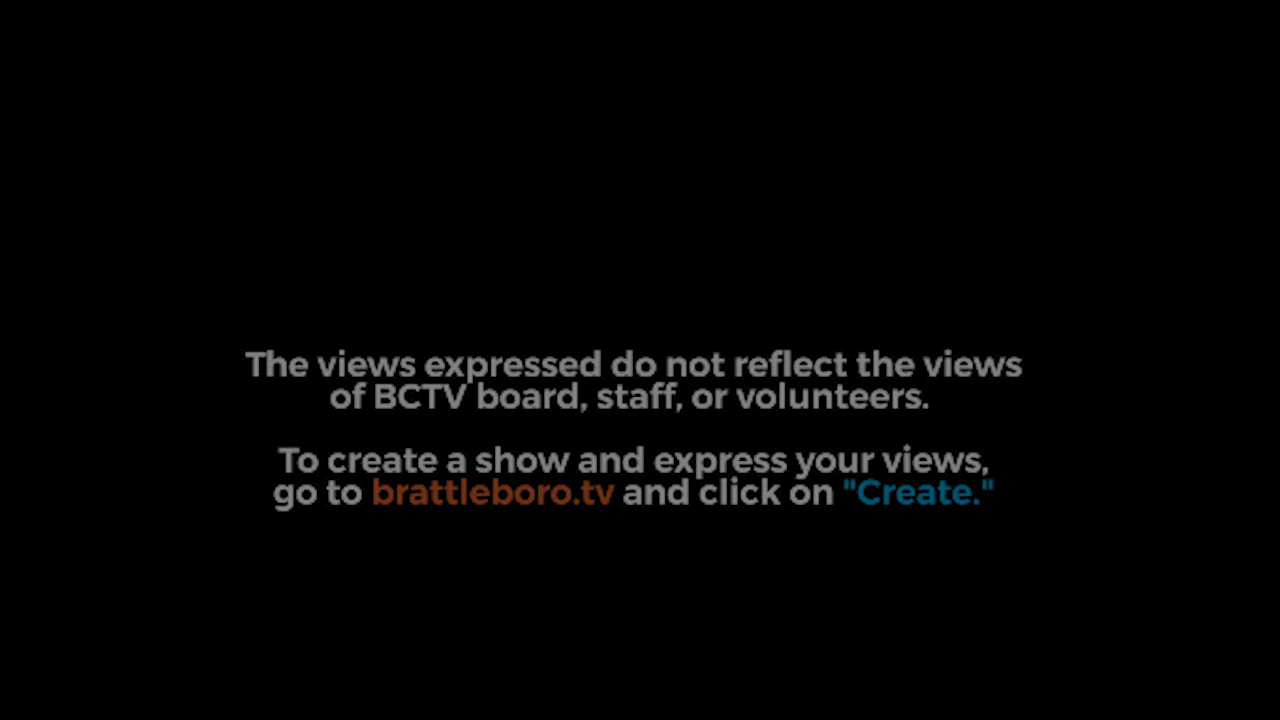 The views expressed do not reflect the views
of BCTV board, staff, or volunteers.
To create a show and express your views,
go to brattleboro.tv and click on "Create."